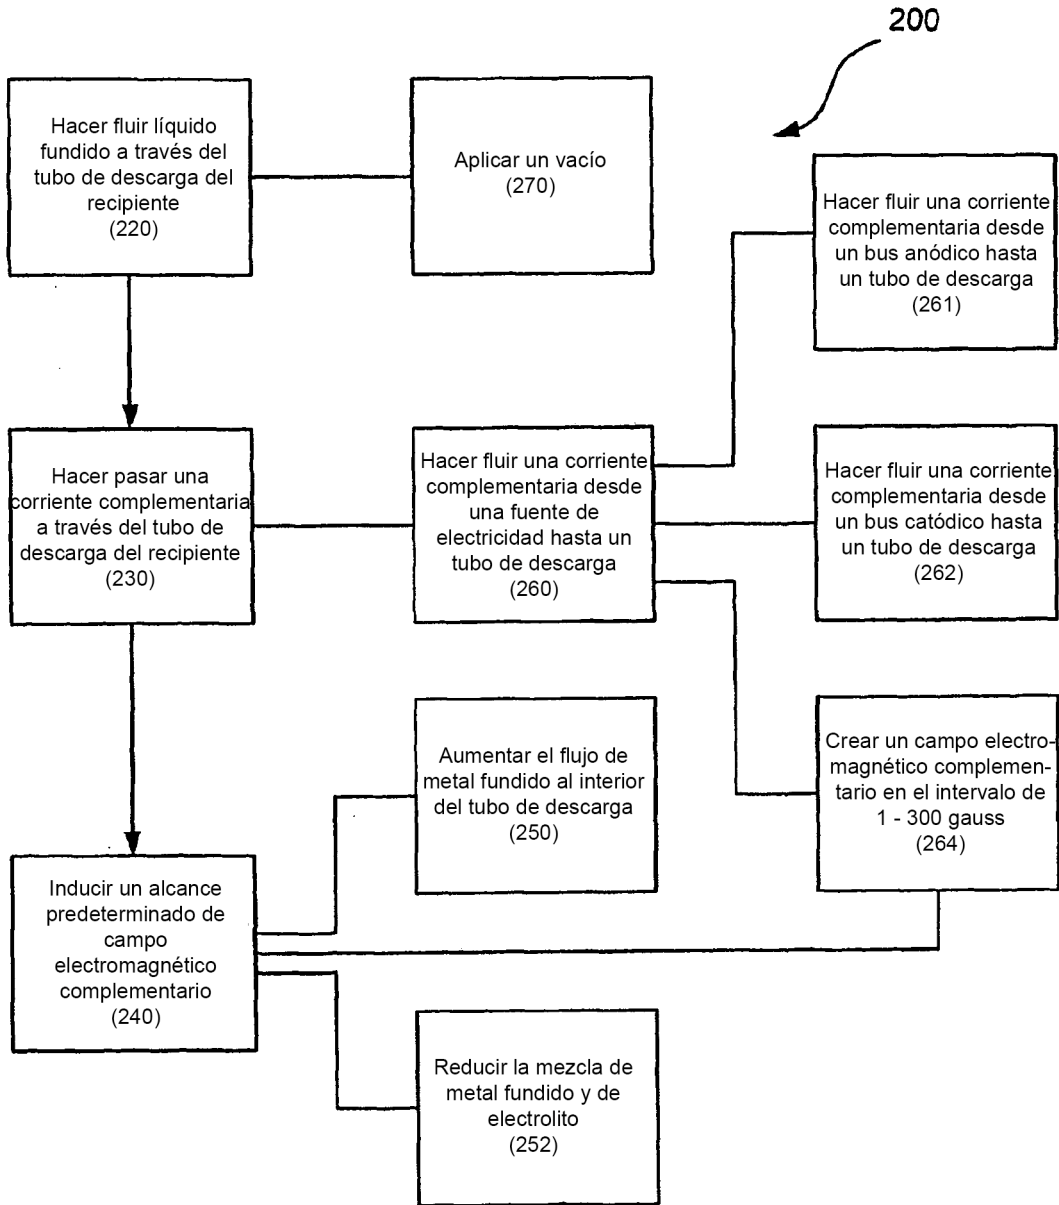 200
Hacer fluir líquido
fundido a través del
tubo de descarga del
recipiente
(220)
Aplicar un vacío
(270)
Hacer fluir una corriente
complementaria desde
un bus anódico hasta
un tubo de descarga
(261)
Hacer pasar una
corriente complementaria
a través del tubo de
descarga del recipiente
(230)
Hacer fluir una corriente
complementaria desde
una fuente de
electricidad hasta un
tubo de descarga
(260)
Hacer fluir una corriente
complementaria desde
un bus catódico hasta
un tubo de descarga
(262)
Aumentar el flujo de
metal fundido al interior
del tubo de descarga
(250)
Crear un campo electro-
magnético complemen-
tario en el intervalo de
1 - 300 gauss
(264)
Inducir un alcance
predeterminado de
campo
electromagnético
complementario
(240)
Reducir la mezcla de
metal fundido y de
electrolito
(252)